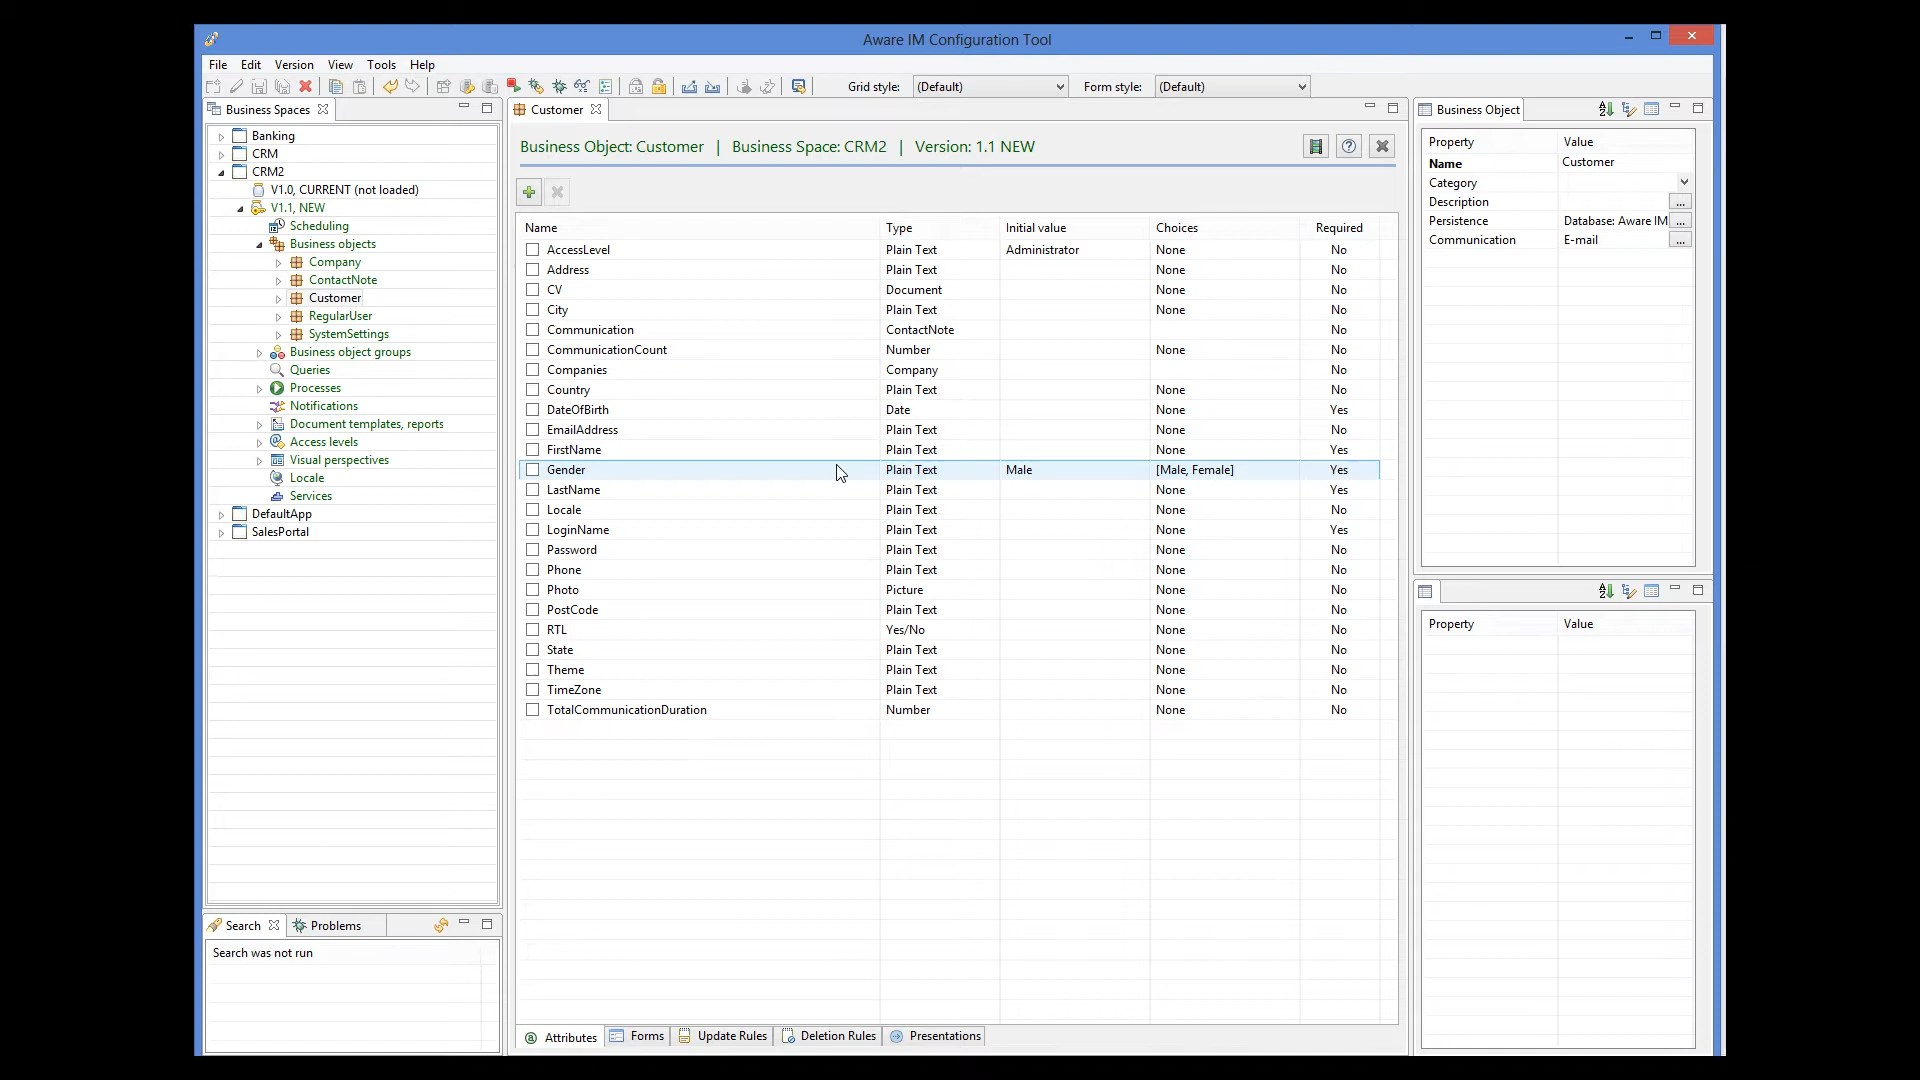 Aware IM Configuration Tool
File Edit Version View Tools Help
Grid style: (Default) Form style: (Default)
Business Spaces
Banking
CRM
CRM2
V1.0, CURRENT (not loaded)
V1.1, NEW
Scheduling
Business objects
Company
ContactNote
Customer
RegularUser
SystemSettings
Business object groups
Queries
Processes
Notifications
Document templates, reports
Access levels
Visual perspectives
Locale
Services
DefaultApp
SalesPortal
Search Problems
Search was not run
Customer
Business Object: Customer | Business Space: CRM2 | Version: 1.1 NEW
Name Type Initial value Choices Required
AccessLevel Plain Text Administrator None No
Address Plain Text None No
CV Document None No
City Plain Text None No
Communication ContactNote No
CommunicationCount Number None No
Companies Company No
Country Plain Text None No
DateOfBirth Date None Yes
EmailAddress Plain Text None No
FirstName Plain Text None Yes
Gender Plain Text Male [Male, Female] Yes
LastName Plain Text None Yes
Locale Plain Text None No
LoginName Plain Text None Yes
Password Plain Text None No
Phone Plain Text None No
Photo Picture None No
PostCode Plain Text None No
RTL Yes/No None No
State Plain Text None No
Theme Plain Text None No
TimeZone Plain Text None No
TotalCommunicationDuration Number None No
Attributes Forms Update Rules Deletion Rules Presentations
Business Object
Property Value
Name Customer
Category
Description ...
Persistence Database: Aware IM ...
Communication E-mail ...
Property Value